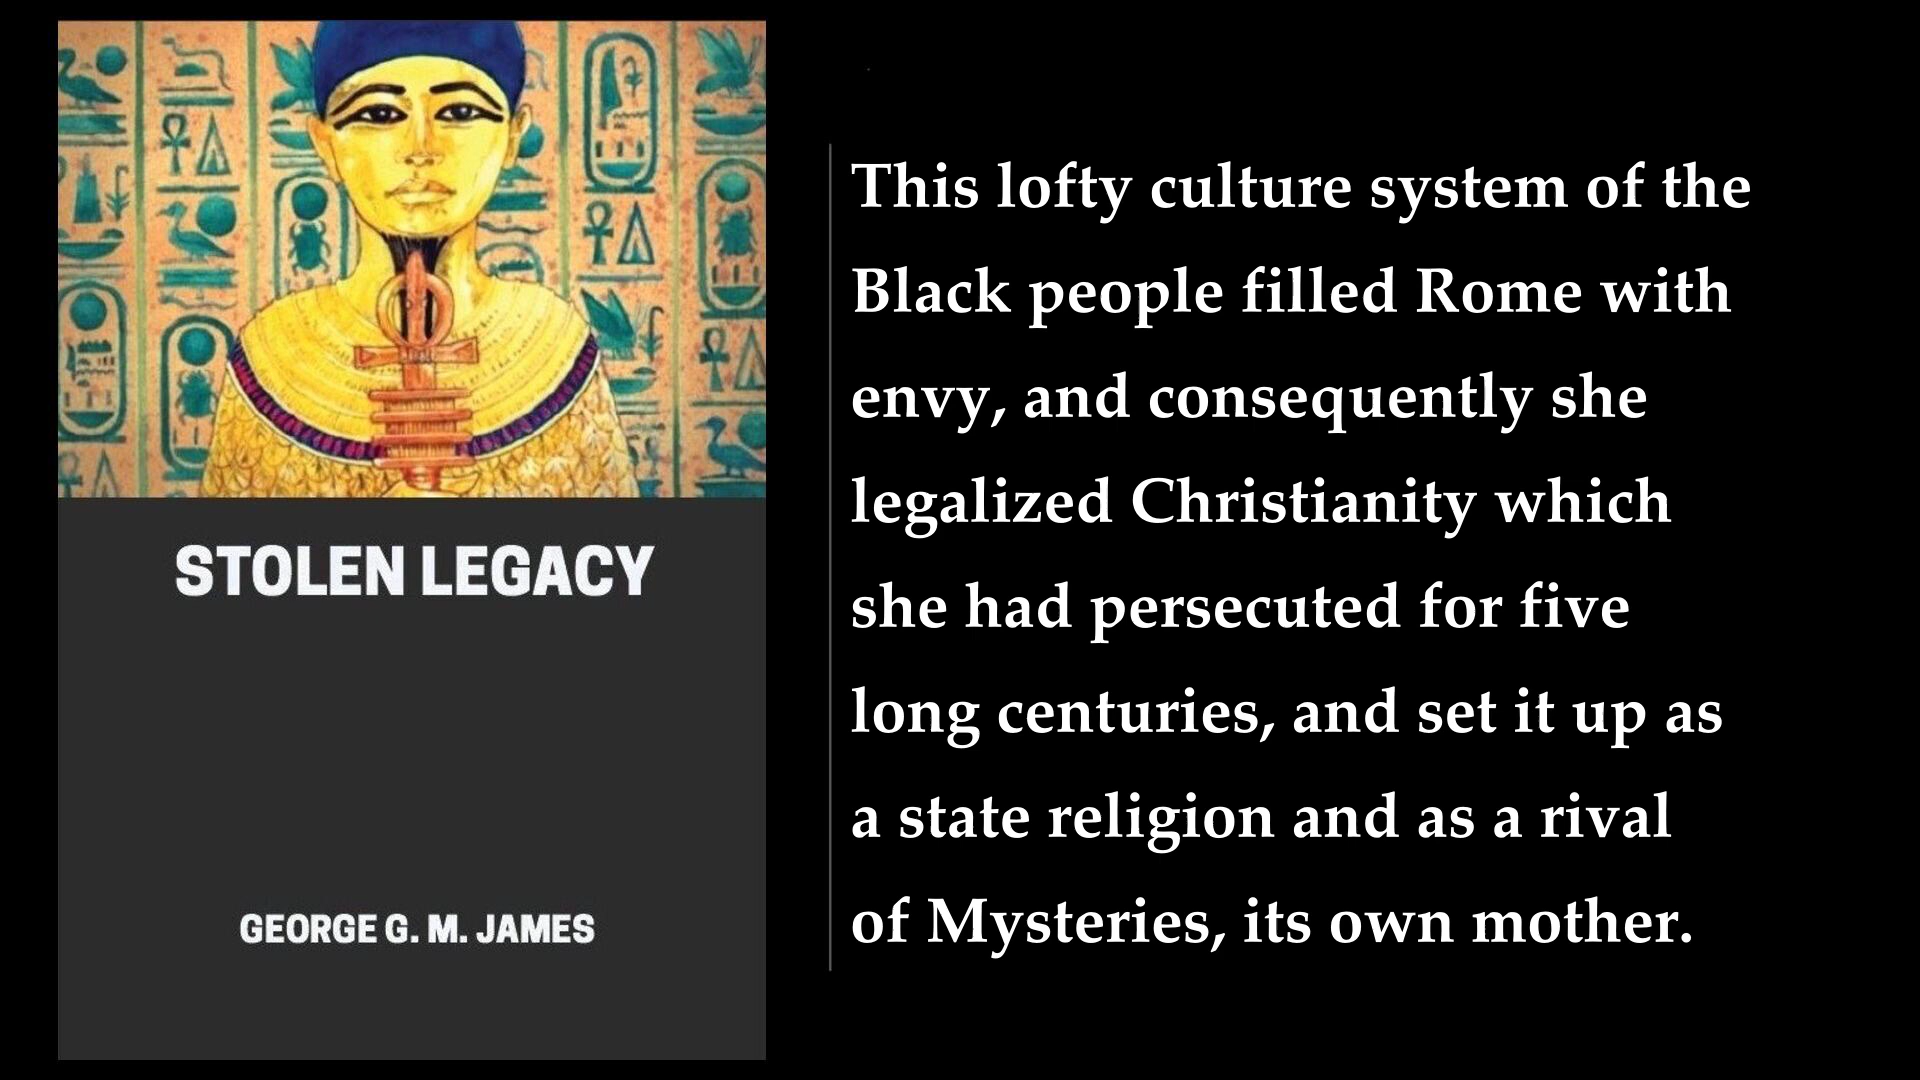 STOLEN LEGACY
GEORGE G. M. JAMES
This lofty culture system of the
Black people filled Rome with
envy, and consequently she
legalized Christianity which
she had persecuted for five
long centuries, and set it up as
a state religion and as a rival
of Mysteries, its own mother.